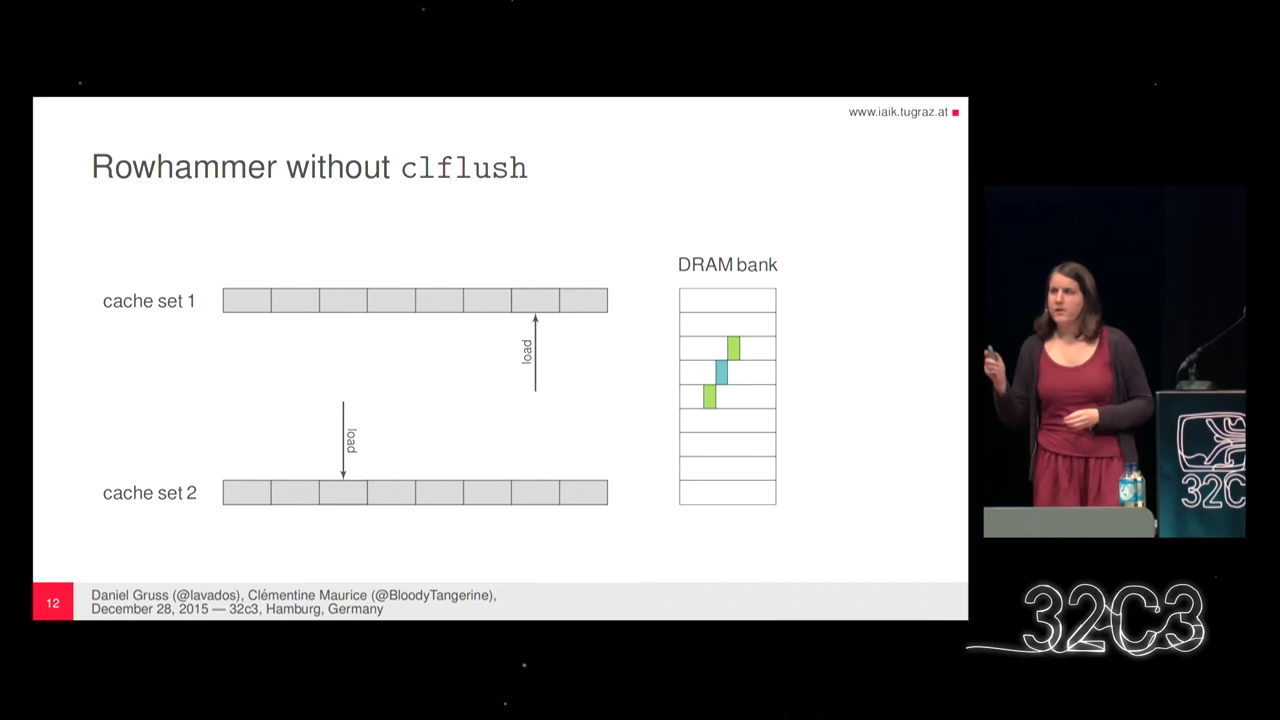 www.iaik.tugraz.at
Rowhammer without clflush
DRAM bank
cache set 1
load
load
cache set 2
12
Daniel Gruss (@lavados), Clémentine Maurice (@BloodyTangerine),
December 28, 2015 — 32c3, Hamburg, Germany
32C
32C3